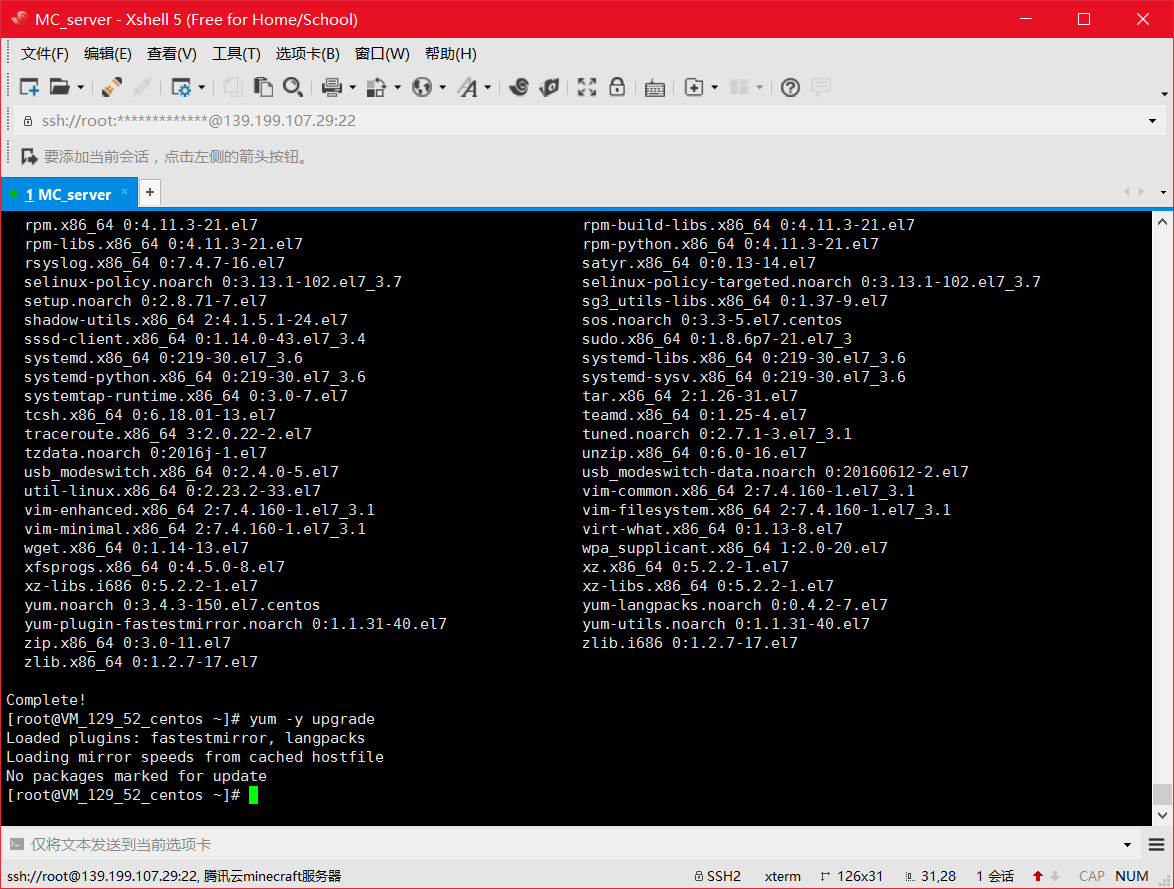 MC_server - Xshell 5 (Free for Home/School)
文件(F) 编辑(E) 查看(V) 工具(T) 选项卡(B) 窗口(W) 帮助(H)
ssh://root:*************@139.199.107.29:22
要添加当前会话，点击左侧的箭头按钮。
1 MC_server × +
rpm.x86_64 0:4.11.3-21.el7 rpm-build-libs.x86_64 0:4.11.3-21.el7
rpm-libs.x86_64 0:4.11.3-21.el7 rpm-python.x86_64 0:4.11.3-21.el7
rsyslog.x86_64 0:7.4.7-16.el7 satyr.x86_64 0:0.13-14.el7
selinux-policy.noarch 0:3.13.1-102.el7_3.7 selinux-policy-targeted.noarch 0:3.13.1-102.el7_3.7
setup.noarch 0:2.8.71-7.el7 sg3_utils-libs.x86_64 0:1.37-9.el7
shadow-utils.x86_64 2:4.1.5.1-24.el7 sos.noarch 0:3.3-5.el7.centos
sssd-client.x86_64 0:1.14.0-43.el7_3.4 sudo.x86_64 0:1.8.6p7-21.el7_3
systemd.x86_64 0:219-30.el7_3.6 systemd-libs.x86_64 0:219-30.el7_3.6
systemd-python.x86_64 0:219-30.el7_3.6 systemd-sysv.x86_64 0:219-30.el7_3.6
systemtap-runtime.x86_64 0:3.0-7.el7 tar.x86_64 2:1.26-31.el7
tcsh.x86_64 0:6.18.01-13.el7 teamd.x86_64 0:1.25-4.el7
traceroute.x86_64 3:2.0.22-2.el7 tuned.noarch 0:2.7.1-3.el7_3.1
tzdata.noarch 0:2016j-1.el7 unzip.x86_64 0:6.0-16.el7
usb_modeswitch.x86_64 0:2.4.0-5.el7 usb_modeswitch-data.noarch 0:20160612-2.el7
util-linux.x86_64 0:2.23.2-33.el7 vim-common.x86_64 2:7.4.160-1.el7_3.1
vim-enhanced.x86_64 2:7.4.160-1.el7_3.1 vim-filesystem.x86_64 2:7.4.160-1.el7_3.1
vim-minimal.x86_64 2:7.4.160-1.el7_3.1 virt-what.x86_64 0:1.13-8.el7
wget.x86_64 0:1.14-13.el7 wpa_supplicant.x86_64 1:2.0-20.el7
xfsprogs.x86_64 0:4.5.0-8.el7 xz.x86_64 0:5.2.2-1.el7
xz-libs.i686 0:5.2.2-1.el7 xz-libs.x86_64 0:5.2.2-1.el7
yum.noarch 0:3.4.3-150.el7.centos yum-langpacks.noarch 0:0.4.2-7.el7
yum-plugin-fastestmirror.noarch 0:1.1.31-40.el7 yum-utils.noarch 0:1.1.31-40.el7
zip.x86_64 0:3.0-11.el7 zlib.i686 0:1.2.7-17.el7
zlib.x86_64 0:1.2.7-17.el7
Complete!
[root@VM_129_52_centos ~]# yum -y upgrade
Loaded plugins: fastestmirror, langpacks
Loading mirror speeds from cached hostfile
No packages marked for update
[root@VM_129_52_centos ~]#
仅将文本发送到当前选项卡
ssh://root@139.199.107.29:22, 腾讯云minecraft服务器 SSH2 xterm 126x31 31,28 1 会话 CAP NUM